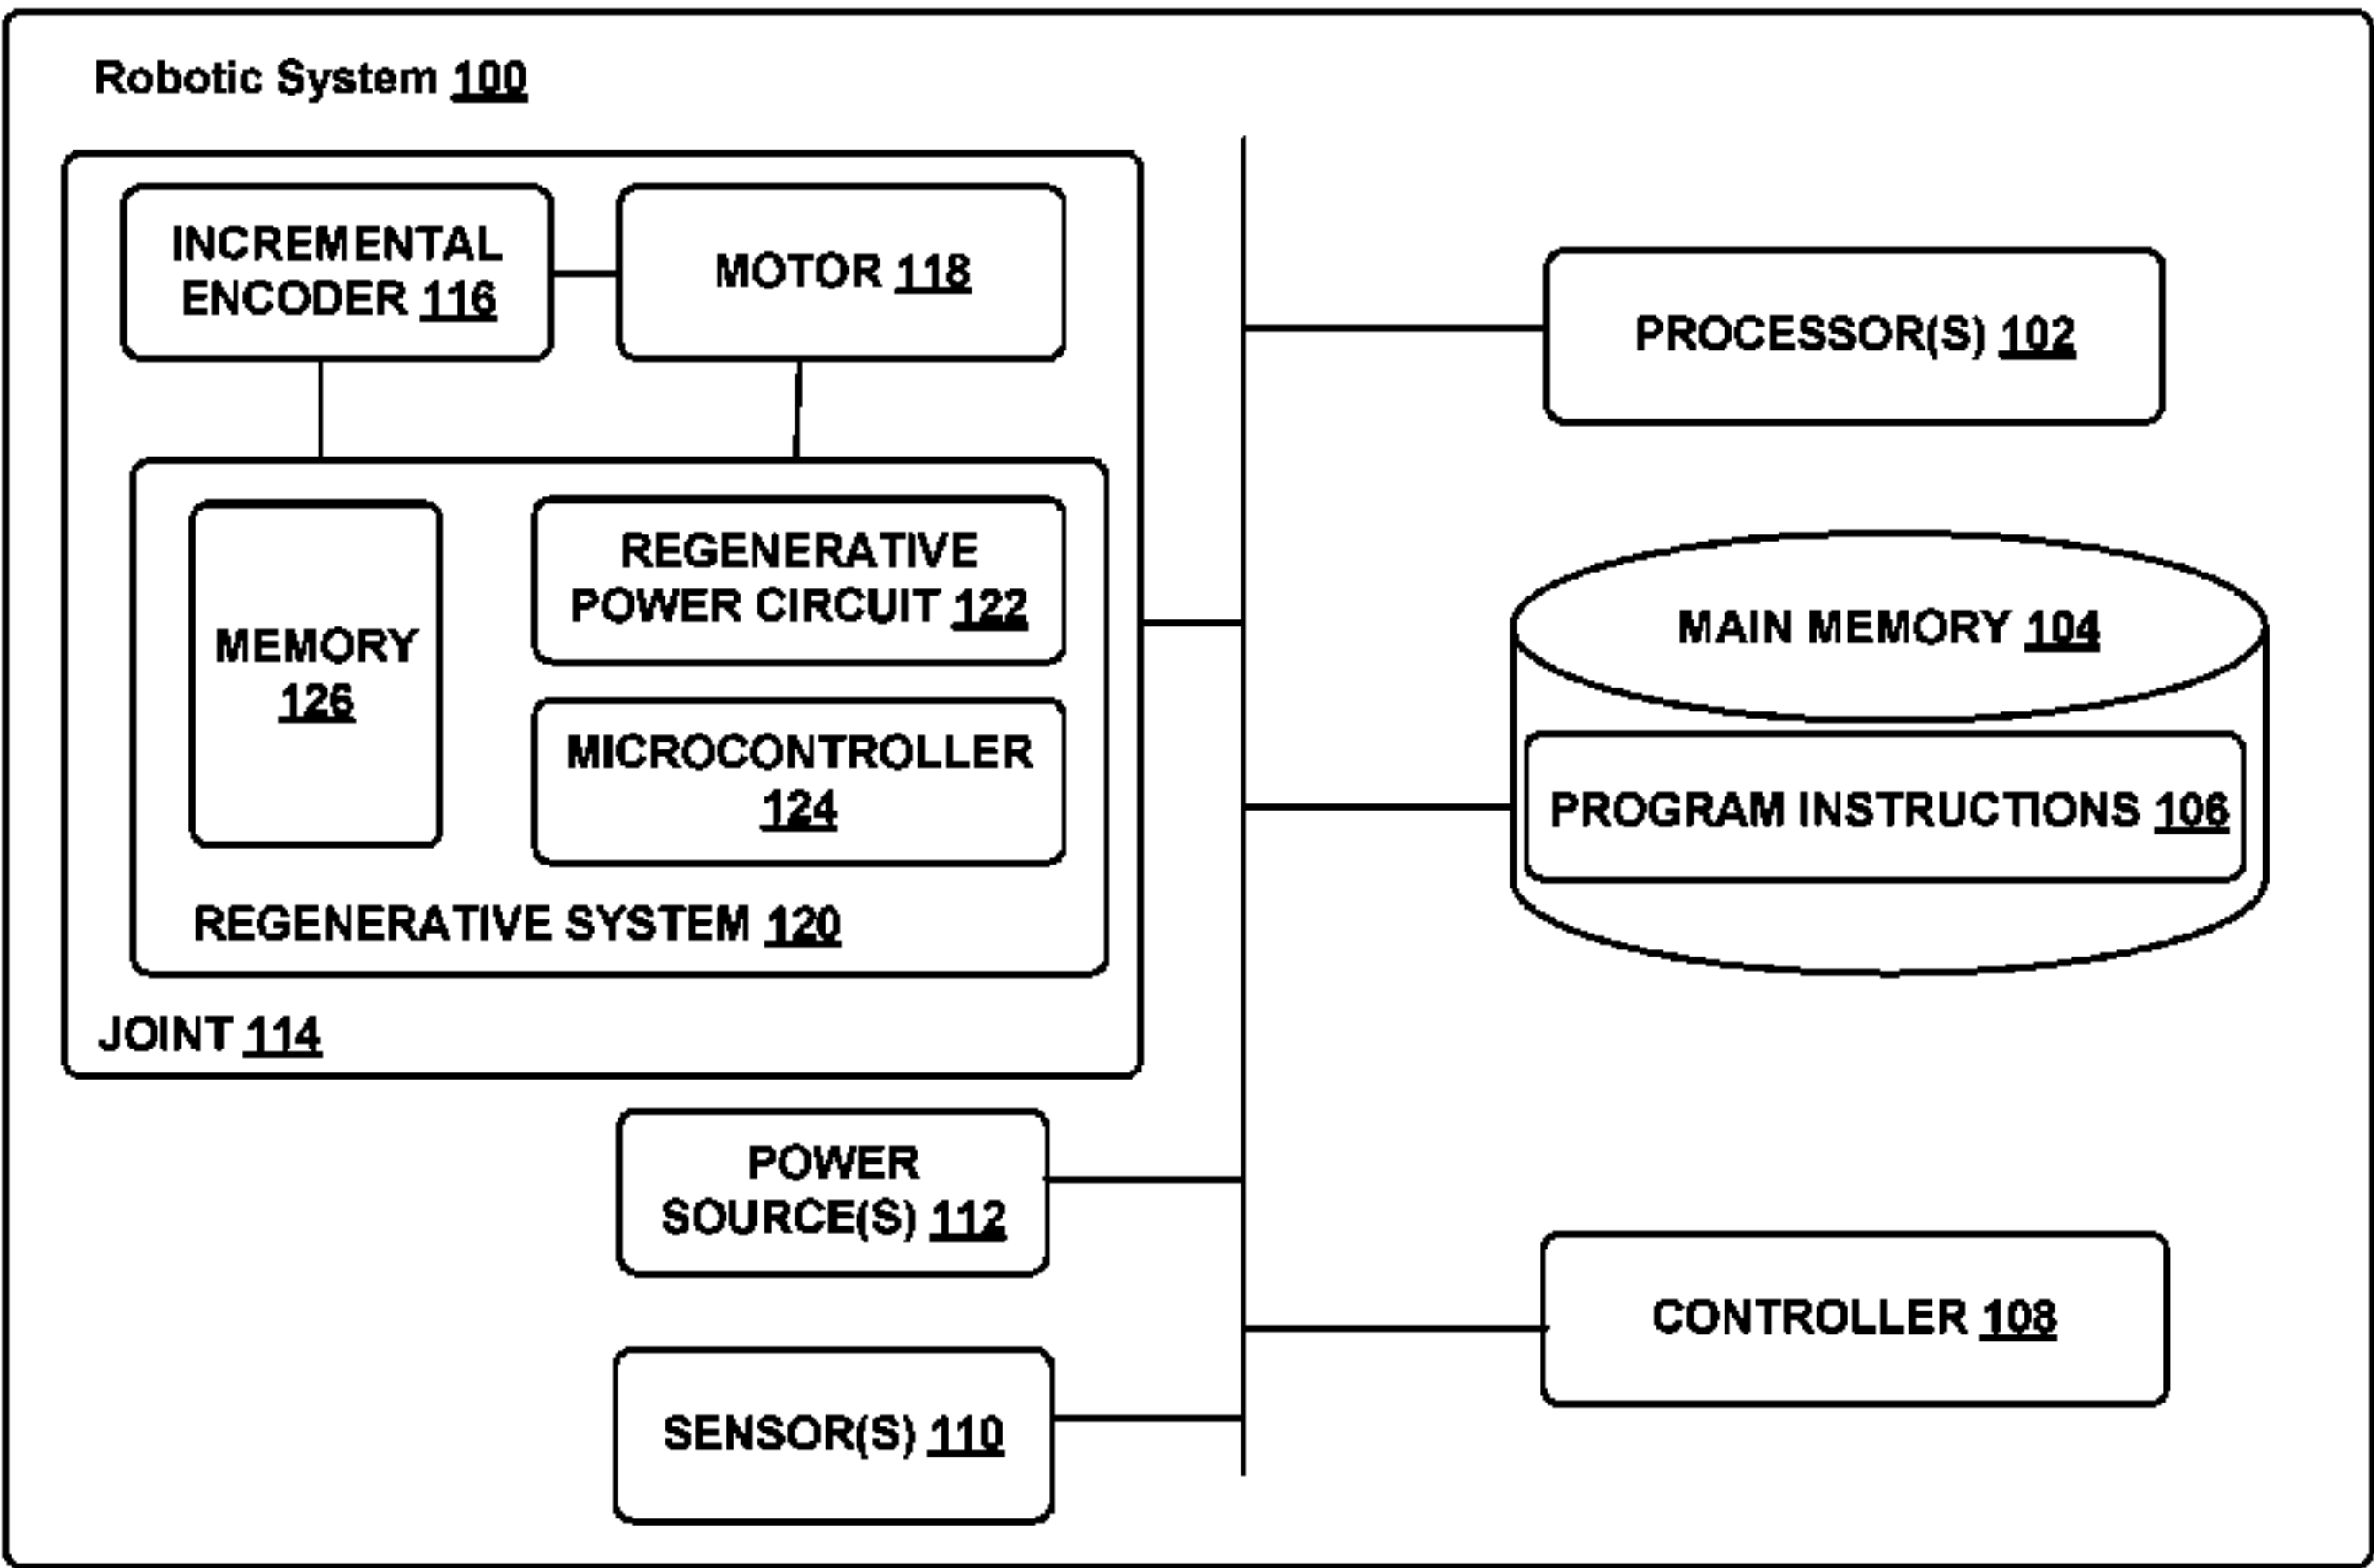 Robotic System 100
INCREMENTAL
ENCODER 116
MOTOR 118
REGENERATIVE
POWER CIRCUIT 122
MEMORY
126
MICROCONTROLLER
124
REGENERATIVE SYSTEM 120
JOINT 114
POWER
SOURCE(S) 112
SENSOR(S) 110
PROCESSOR(S) 102
MAIN MEMORY 104
PROGRAM INSTRUCTIONS 106
CONTROLLER 108